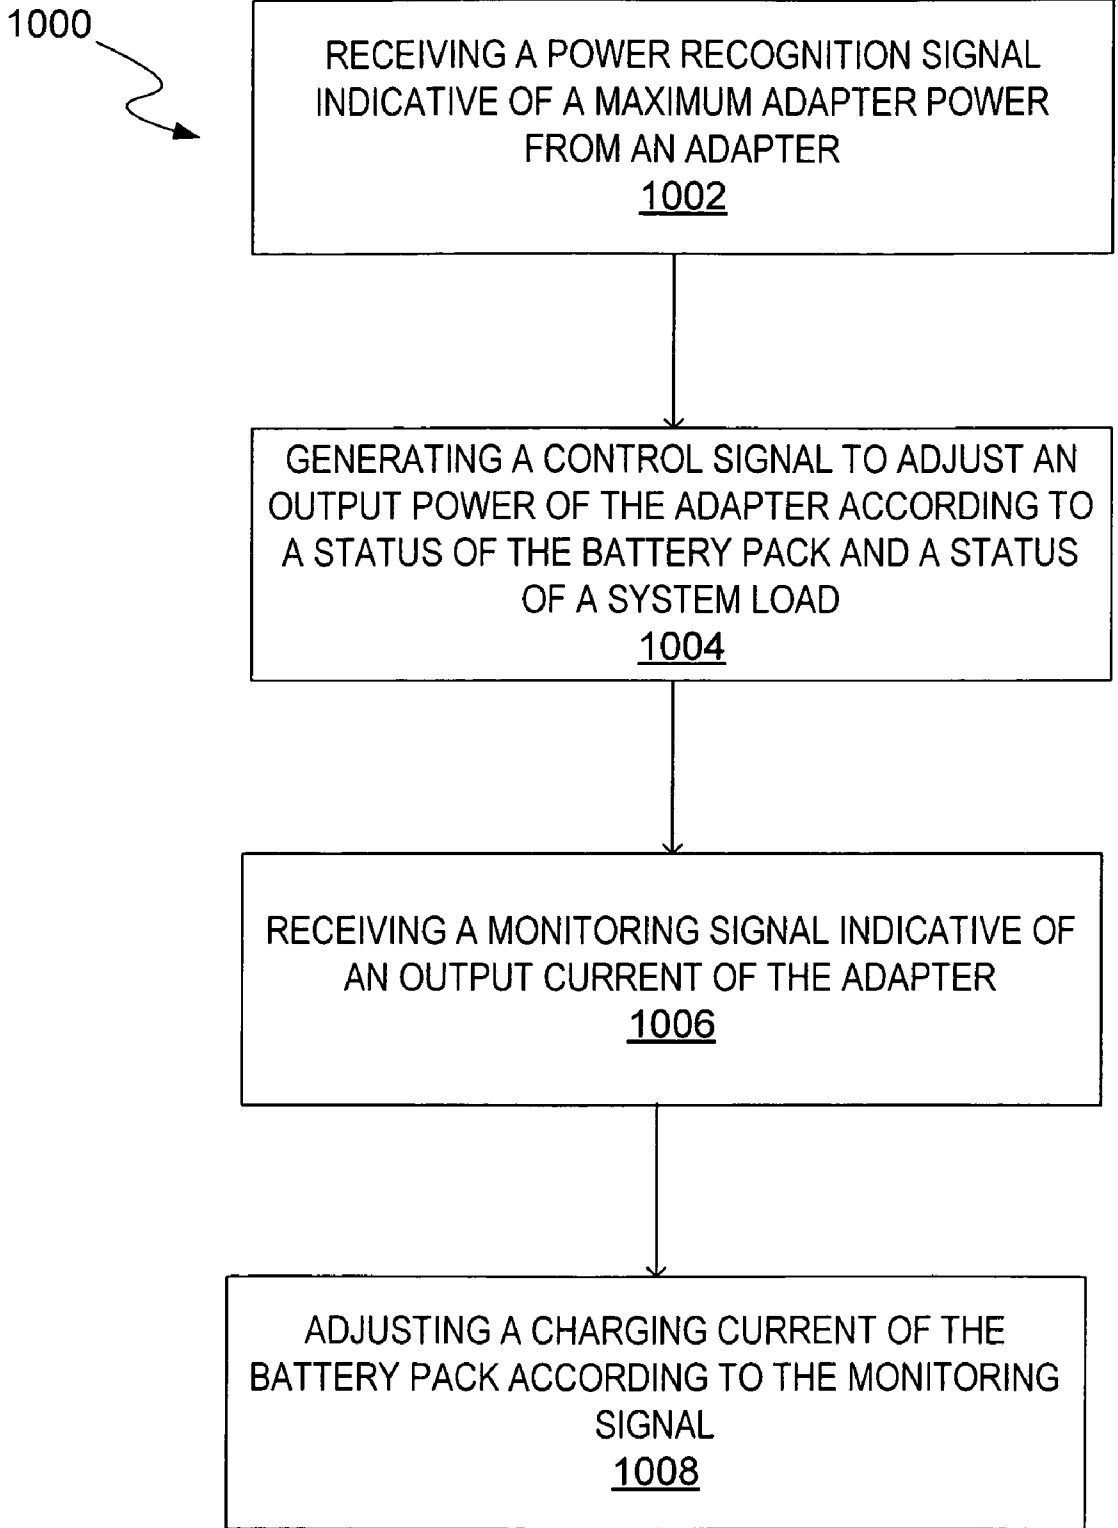 1000
RECEIVING A POWER RECOGNITION SIGNAL
INDICATIVE OF A MAXIMUM ADAPTER POWER
FROM AN ADAPTER
1002
GENERATING A CONTROL SIGNAL TO ADJUST AN
OUTPUT POWER OF THE ADAPTER ACCORDING TO
A STATUS OF THE BATTERY PACK AND A STATUS
OF A SYSTEM LOAD
1004
RECEIVING A MONITORING SIGNAL INDICATIVE OF
AN OUTPUT CURRENT OF THE ADAPTER
1006
ADJUSTING A CHARGING CURRENT OF THE
BATTERY PACK ACCORDING TO THE MONITORING
SIGNAL
1008